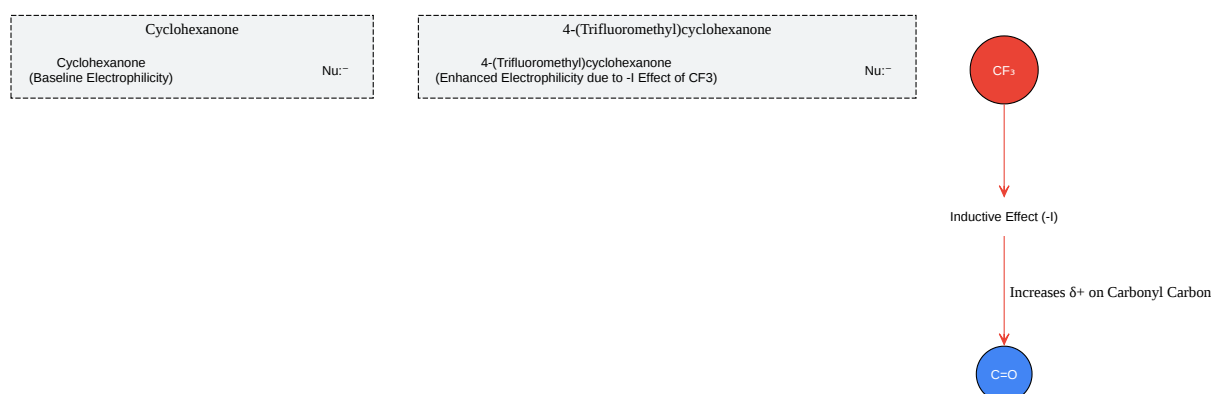 Cyclohexanone
Cyclohexanone
(Baseline Electrophilicity)
Nu:⁻
4-(Trifluoromethyl)cyclohexanone
4-(Trifluoromethyl)cyclohexanone
(Enhanced Electrophilicity due to -I Effect of CF3)
Nu:⁻
CF₃
Inductive Effect (-I)
Increases δ+ on Carbonyl Carbon
C=O